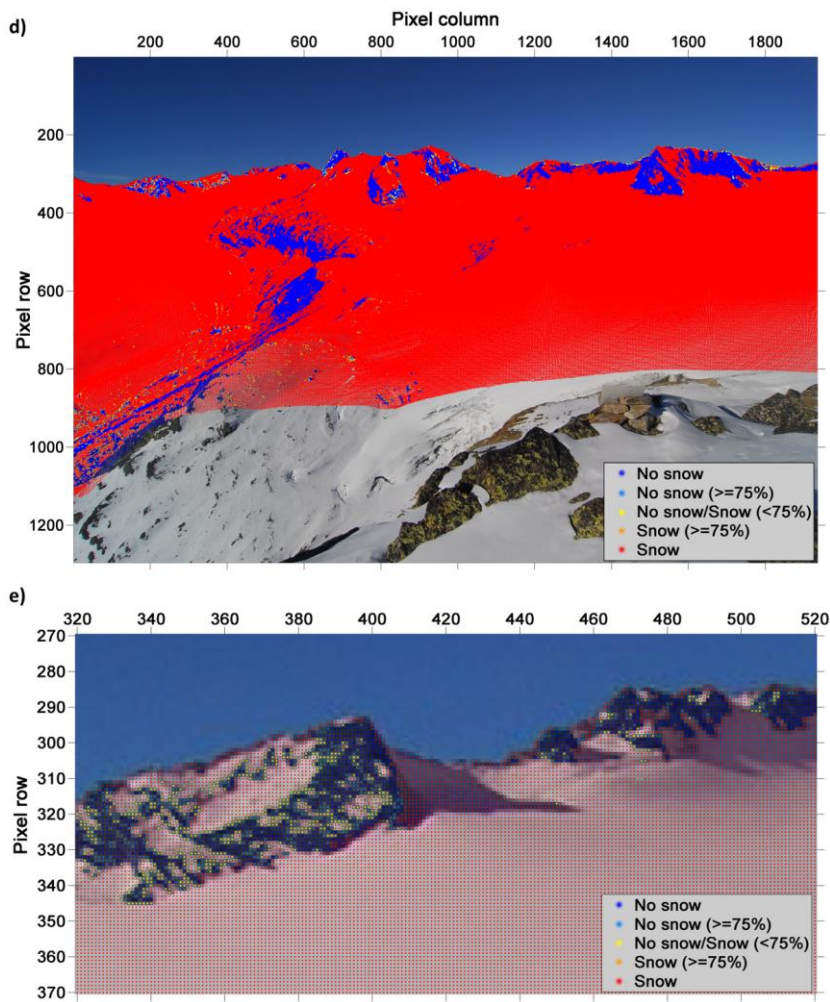 d)
Pixel column
200 400 600 800 1000 1200 1400 1600 1800
Pixel row
200
400
600
800
1000
1200
No snow
No snow (>=75%)
No snow/Snow (<75%)
Snow (>=75%)
Snow
e)
320 340 360 380 400 420 440 460 480 500 520
Pixel row
270
280
290
300
310
320
330
340
350
360
370
No snow
No snow (>=75%)
No snow/Snow (<75%)
Snow (>=75%)
Snow